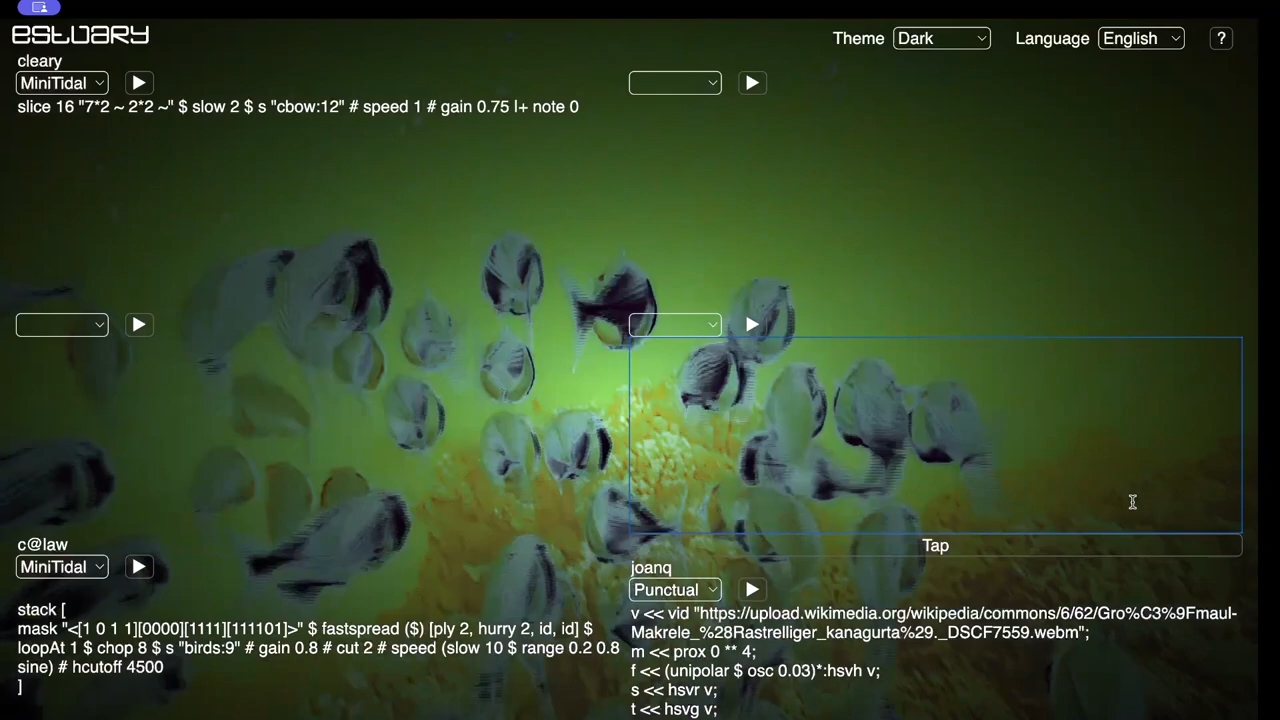 estuary
Theme Dark Language English ?
cleary
MiniTidal
slice 16 "7*2 ~ 2*2 ~" $ slow 2 $ s "cbow:12" # speed 1 # gain 0.75 |+ note 0
c@law
MiniTidal
stack [
mask "<[1 0 1 1][0000][1111][111101]>" $ fastspread ($) [ply 2, hurry 2, id, id] $
loopAt 1 $ chop 8 $ s "birds:9" # gain 0.8 # cut 2 # speed (slow 10 $ range 0.2 0.8
sine) # hcutoff 4500
]
Tap
joanq
Punctual
v << vid "https://upload.wikimedia.org/wikipedia/commons/6/62/Gro%C3%9Fmaul-
Makrele_%28Rastrelliger_kanagurta%29._DSCF7559.webm";
m << prox 0 ** 4;
f << (unipolar $ osc 0.03)*:hsvh v;
s << hsvr v;
t << hsvg v;